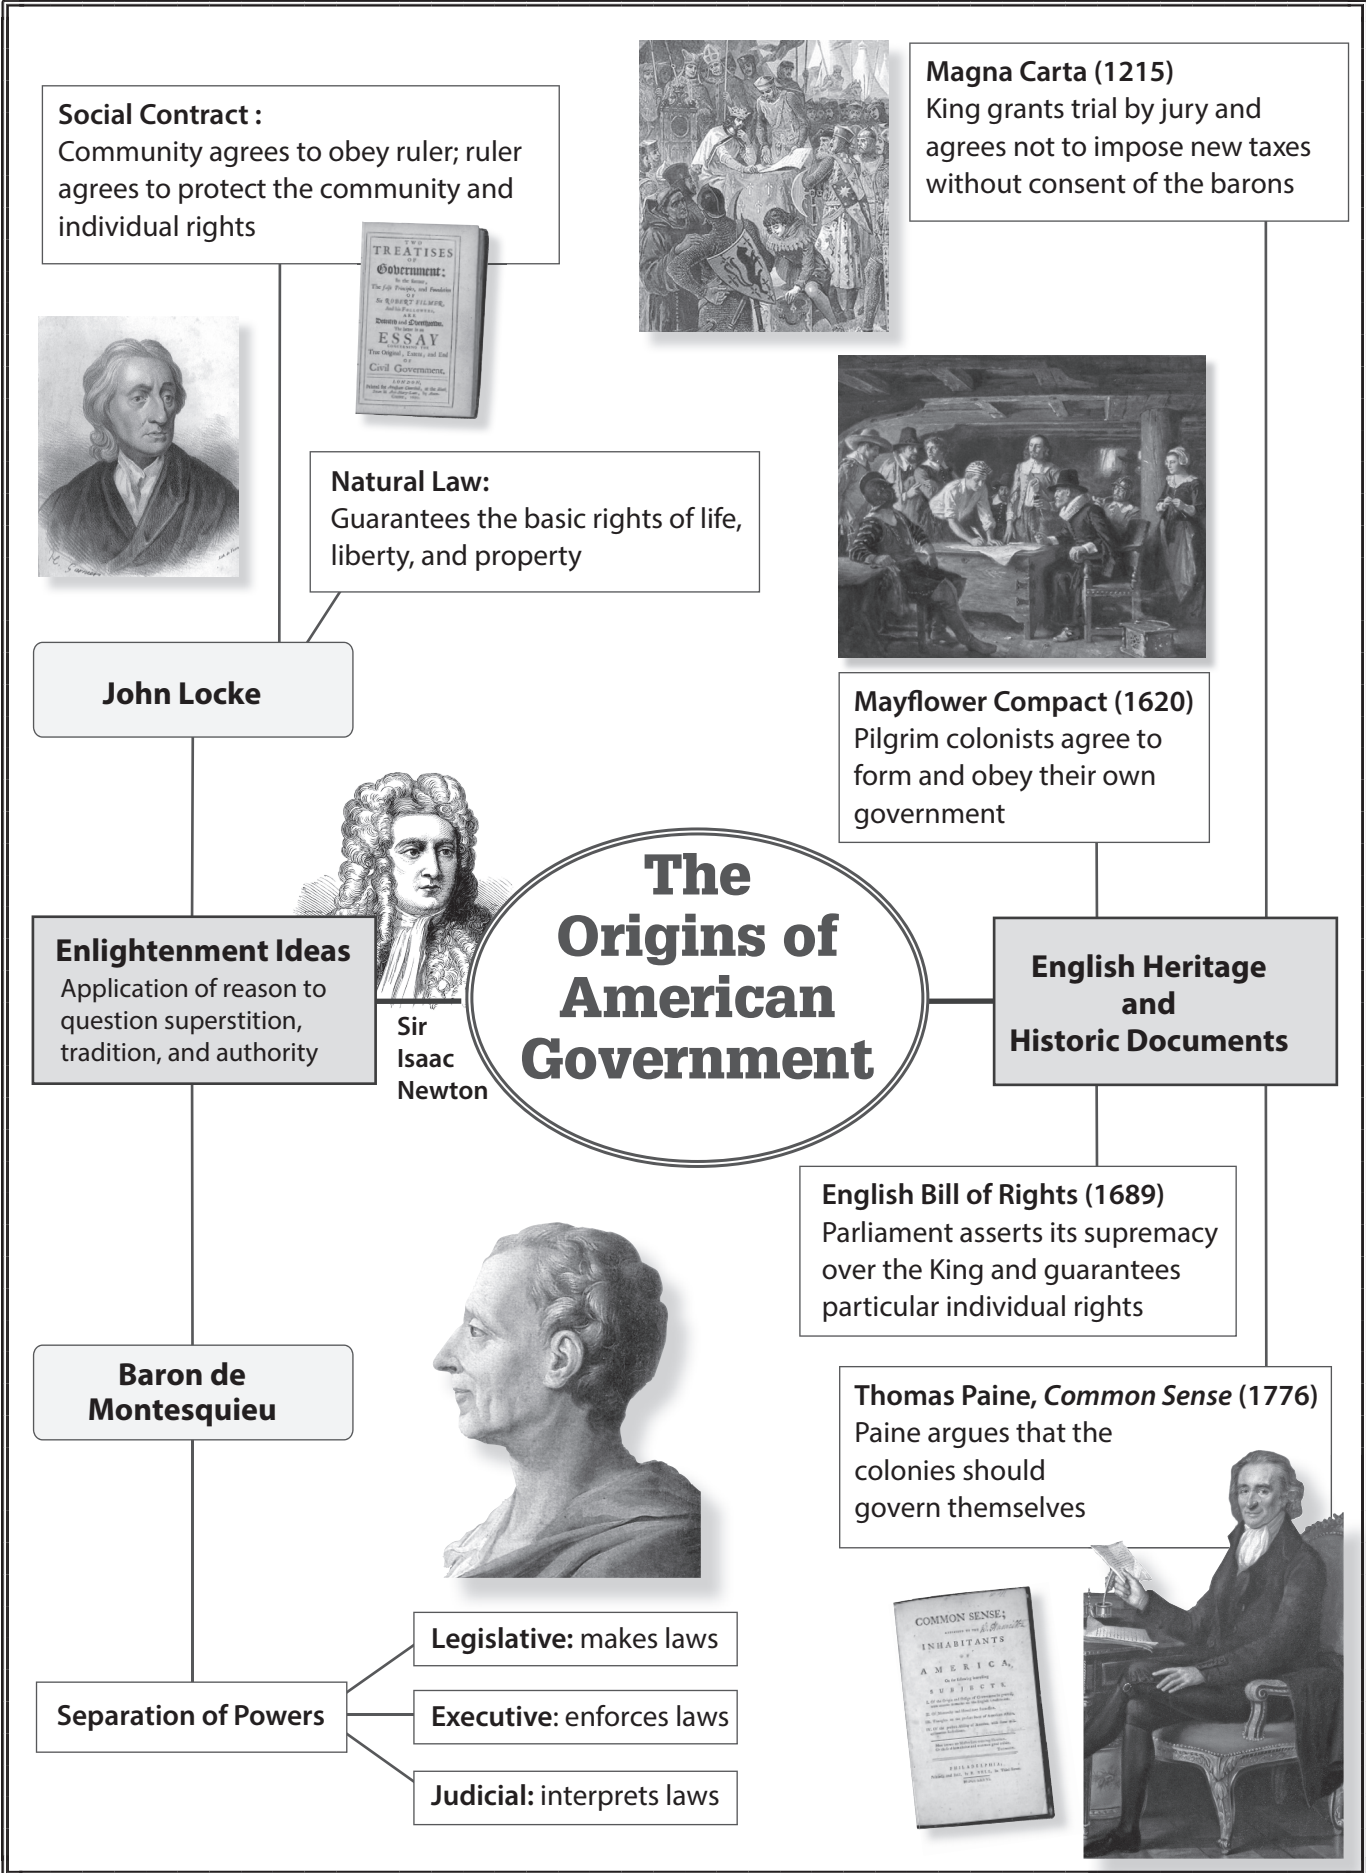 Social Contract :
Community agrees to obey ruler; ruler
agrees to protect the community and
individual rights
TWO
TREATISES
OF
Government:
ESSAY
Civil Government.
LONDON,
Magna Carta (1215)
King grants trial by jury and
agrees not to impose new taxes
without consent of the barons
Natural Law:
Guarantees the basic rights of life,
liberty, and property
John Locke
Mayflower Compact (1620)
Pilgrim colonists agree to
form and obey their own
government
Enlightenment Ideas
Application of reason to
question superstition,
tradition, and authority
Sir
Isaac
Newton
The
Origins of
American
Government
English Heritage
and
Historic Documents
English Bill of Rights (1689)
Parliament asserts its supremacy
over the King and guarantees
particular individual rights
Baron de
Montesquieu
Thomas Paine, Common Sense (1776)
Paine argues that the
colonies should
govern themselves
Separation of Powers
Legislative: makes laws
Executive: enforces laws
Judicial: interprets laws
COMMON SENSE;
INHABITANTS
OF
AMERICA,
SUBJECTS.
PHILADELPHIA;